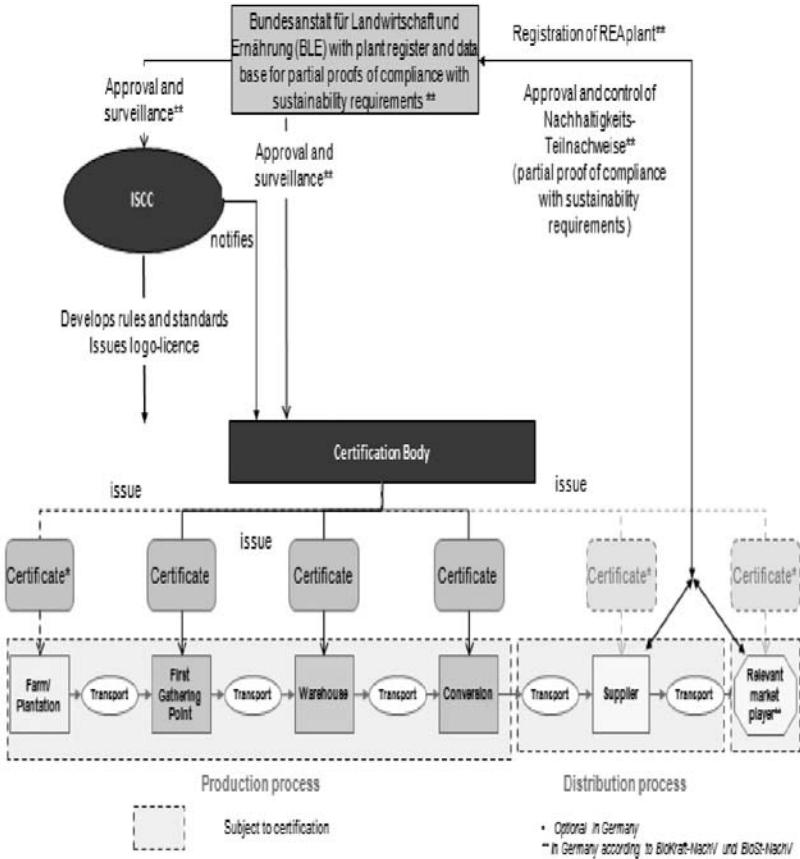 Bundesanstalt für Landwirtschaft und
Ernährung (BLE) with plant register and data
base for partial proofs of compliance with
sustainability requirements **
Registration of REAplant**
Approval and
surveillance**
Approval and
surveillance**
Approval and control of
Nachhaltigkeits-
Teilnachweise**
(partial proof of compliance
with sustainability
requirements)
ISCC
notifies
Develops rules and standards
Issues logo-licence
Certification Body
issue
issue
issue
Certificate*
Certificate
Certificate
Certificate
Certificate*
Certificate*
Farm/
Plantation
Transport
First
Gathering
Point
Transport
Warehouse
Transport
Conversion
Transport
Supplier
Transport
Relevant
market
player**
Production process
Distribution process
Subject to certification
* Optional in Germany
** in Germany according to BioKraft-NachV und BioSt-NachV